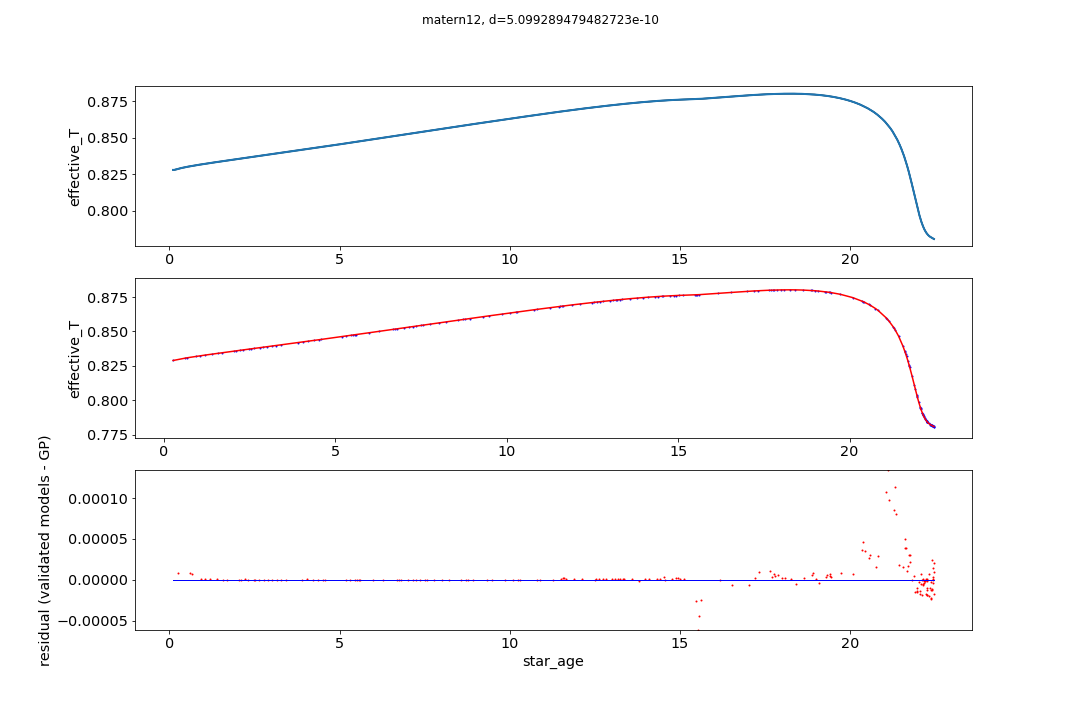 matern12, d=5.099289479482723e-10
effective_T
0.875
0.850
0.825
0.800
0 5 10 15 20
effective_T
0.875
0.850
0.825
0.800
0.775
0 5 10 15 20
residual (validated models - GP)
0.00010
0.00005
0.00000
−0.00005
0 5 10 15 20
star_age